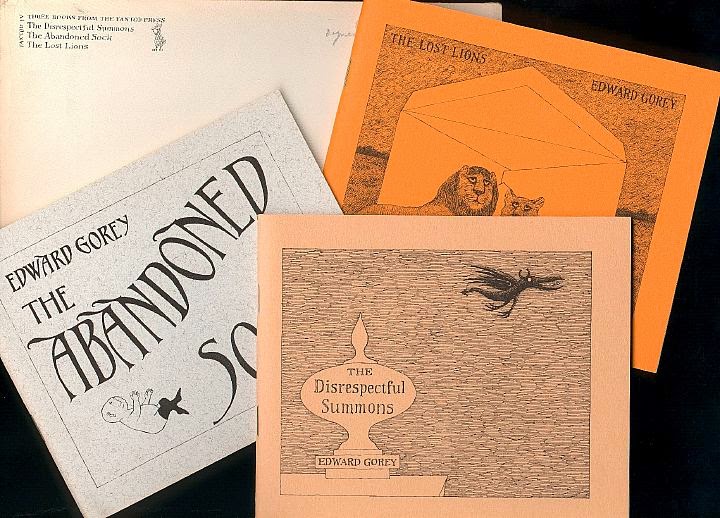 THREE BOOKS FROM THE FANTOD PRESS
The Disrespectful Summons
The Abandoned Sock
The Lost Lions
THE LOST LIONS
EDWARD GOREY
EDWARD GOREY
THE
ABANDONED
SO
THE
Disrespectful
Summons
EDWARD GOREY